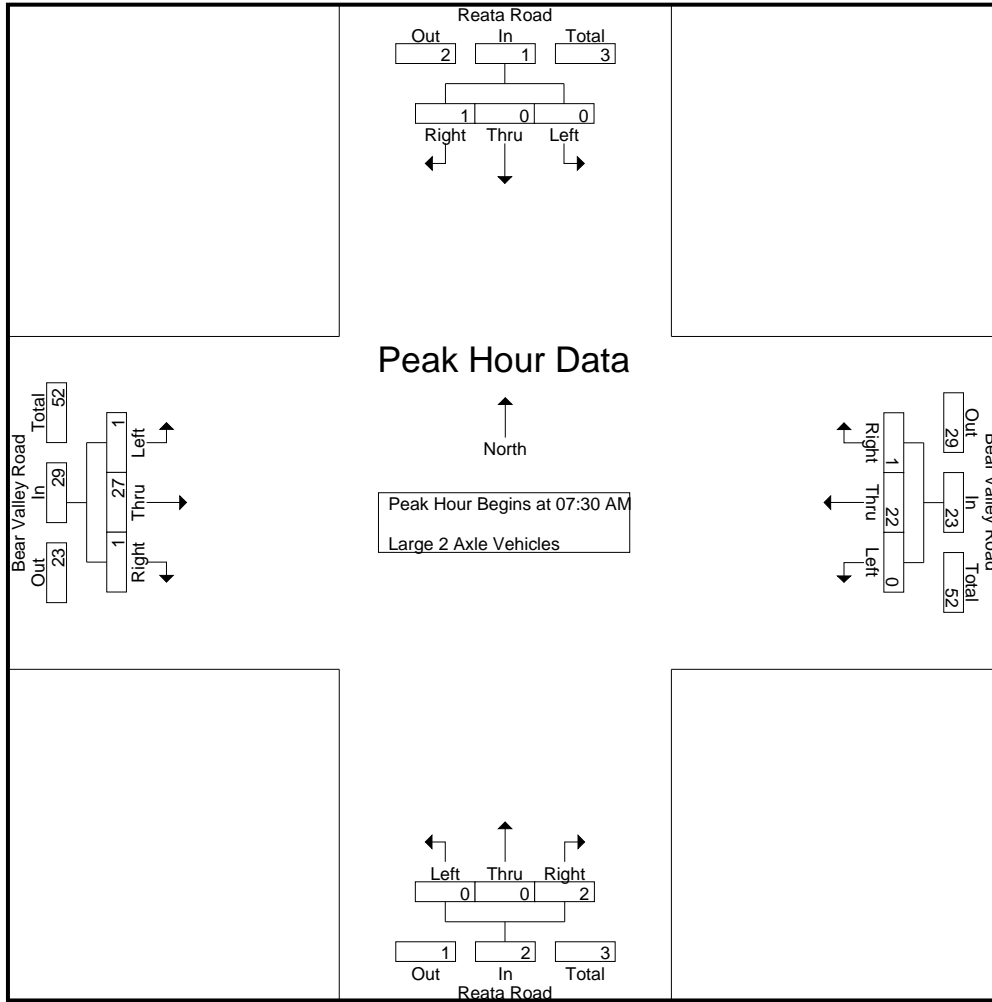 Reata Road
Out In Total
2 1 3
1 0 0
Right Thru Left
Peak Hour Data
North
Peak Hour Begins at 07:30 AM
Large 2 Axle Vehicles
Bear Valley Road
Out In Total
23 29 52
Right Thru Left
1 27 1
Bear Valley Road
Out In Total
29 23 52
Right Thru Left
1 22 0
Left Thru Right
0 0 2
1 2 3
Out In Total
Reata Road